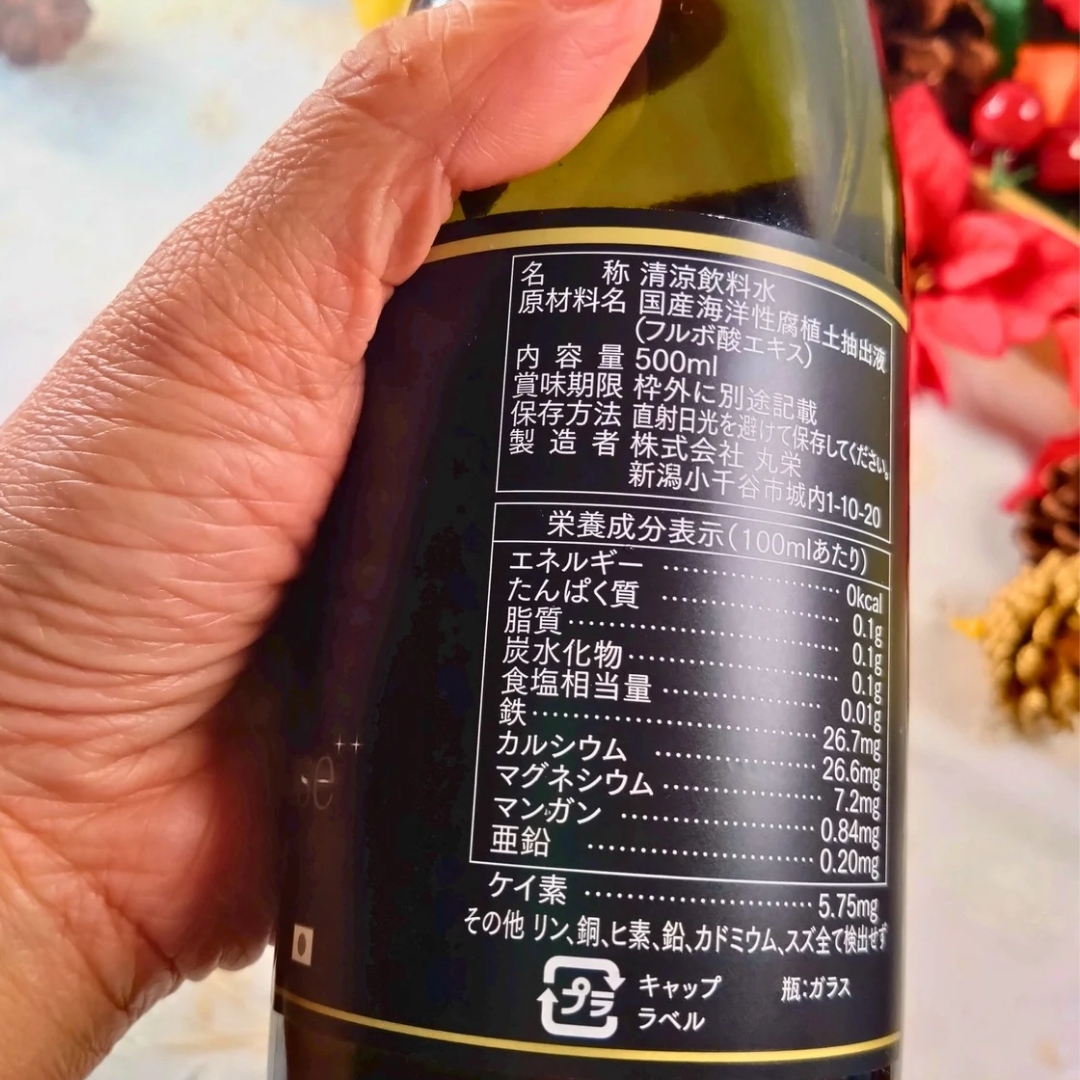 名称 清涼飲料水
原材料名 国産海洋性腐植土抽出液
(フルボ酸エキス)
内容量 500ml
賞味期限 枠外に別途記載
保存方法 直射日光を避けて保存してください。
製造者 株式会社 丸栄
新潟小千谷市城内1-10-20
栄養成分表示(100mlあたり)
エネルギー 0kcal
たんぱく質 0.1g
脂質 0.1g
炭水化物 0.1g
食塩相当量 0.01g
鉄 26.7mg
カルシウム 26.6mg
マグネシウム 7.2mg
マンガン 0.84mg
亜鉛 0.20mg
ケイ素 5.75mg
その他 リン、銅、ヒ素、鉛、カドミウム、スズ全て検出せず
プラ キャップ 瓶:ガラス
ラベル